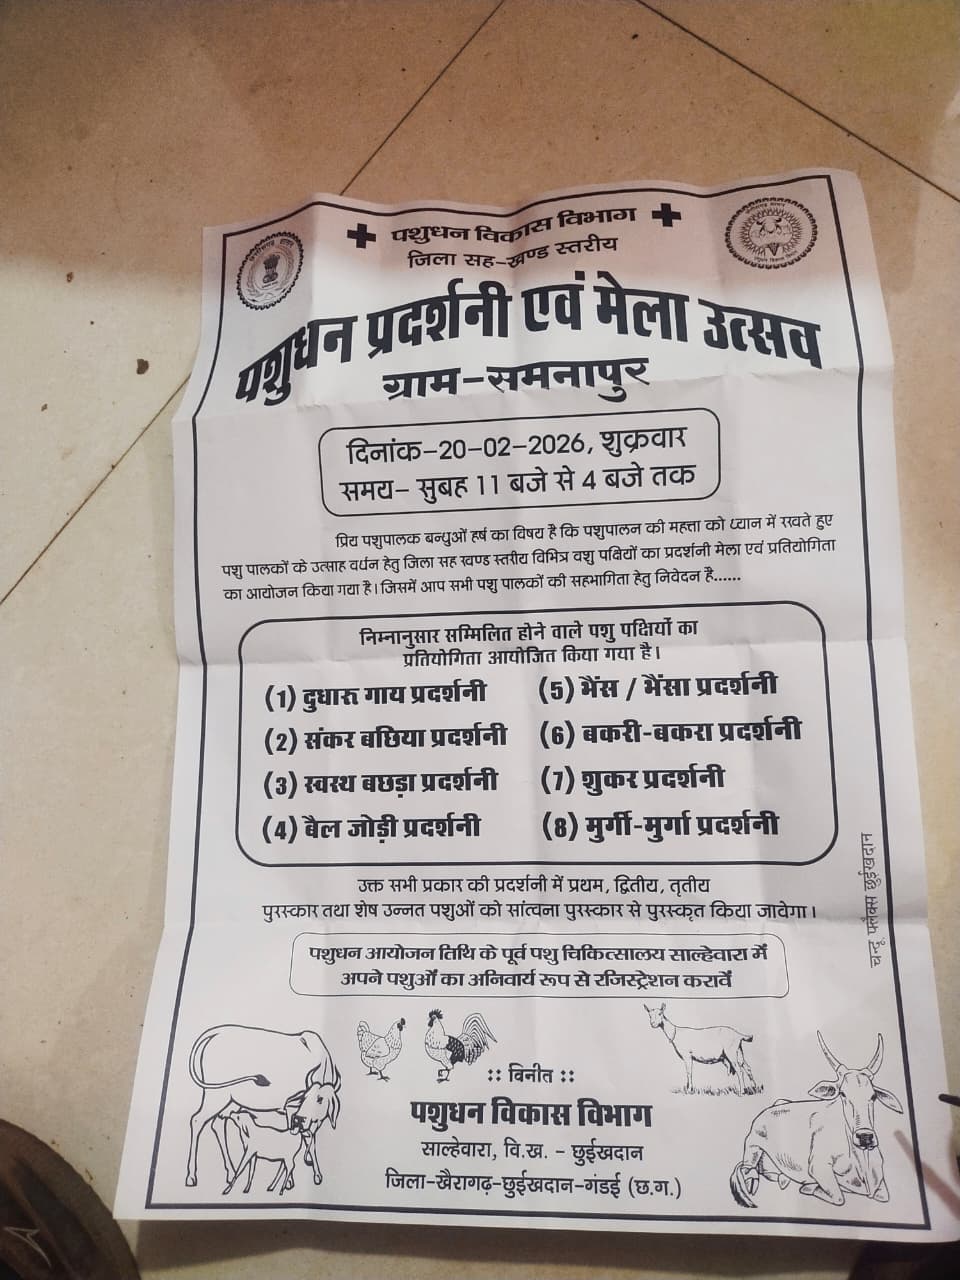 पशुधन विकास विभाग
जिला सह-खण्ड स्तरीय
पशुधन प्रदर्शनी एवं मेला उत्सव
ग्राम-समनापुर
दिनांक-20-02-2026, शुक्रवार
समय- सुबह 11 बजे से 4 बजे तक
प्रिय पशुपालक बन्धुओं हर्ष का विषय है कि पशुपालन की महत्ता को ध्यान में रखते हुए
पशु पालकों के उत्साह वर्धन हेतु जिला सह खण्ड स्तरीय विभित्र पशु पक्षियों का प्रदर्शनी मेला एवं प्रतियोगिता
का आयोजन किया गया है। जिसमें आप सभी पशु पालकों की सहभागिता हेतु निवेदन है......
निम्नानुसार सम्मिलित होने वाले पशु पक्षियों का
प्रतियोगिता आयोजित किया गया है।
(1) दुधारू गाय प्रदर्शनी
(2) संकर बछिया प्रदर्शनी
(3) स्वस्थ बछड़ा प्रदर्शनी
(4) बैल जोड़ी प्रदर्शनी
(5) भैंस / भैंसा प्रदर्शनी
(6) बकरी-बकरा प्रदर्शनी
(7) शुकर प्रदर्शनी
(8) मुर्गी-मुर्गा प्रदर्शनी
उक्त सभी प्रकार की प्रदर्शनी में प्रथम, द्वितीय, तृतीय
पुरस्कार तथा शेष उन्नत पशुओं को सांत्वना पुरस्कार से पुरस्कृत किया जावेगा।
पशुधन आयोजन तिथि के पूर्व पशु चिकित्सालय साल्हेवारा में
अपने पशुओं का अनिवार्य रूप से रजिस्ट्रेशन करावें
:: विनीत ::
पशुधन विकास विभाग
साल्हेवारा, वि.ख. - छुईखदान
जिला-खैरागढ़-छुईखदान-गंडई (छ.ग.)
फ्लेक्स छुईखदान